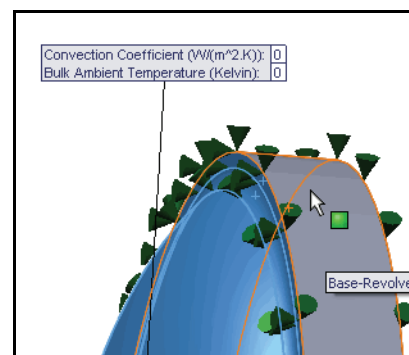 Convection Coefficient (W/(m^2.K)): 0
Bulk Ambient Temperature (Kelvin): 0
Base-Revolve